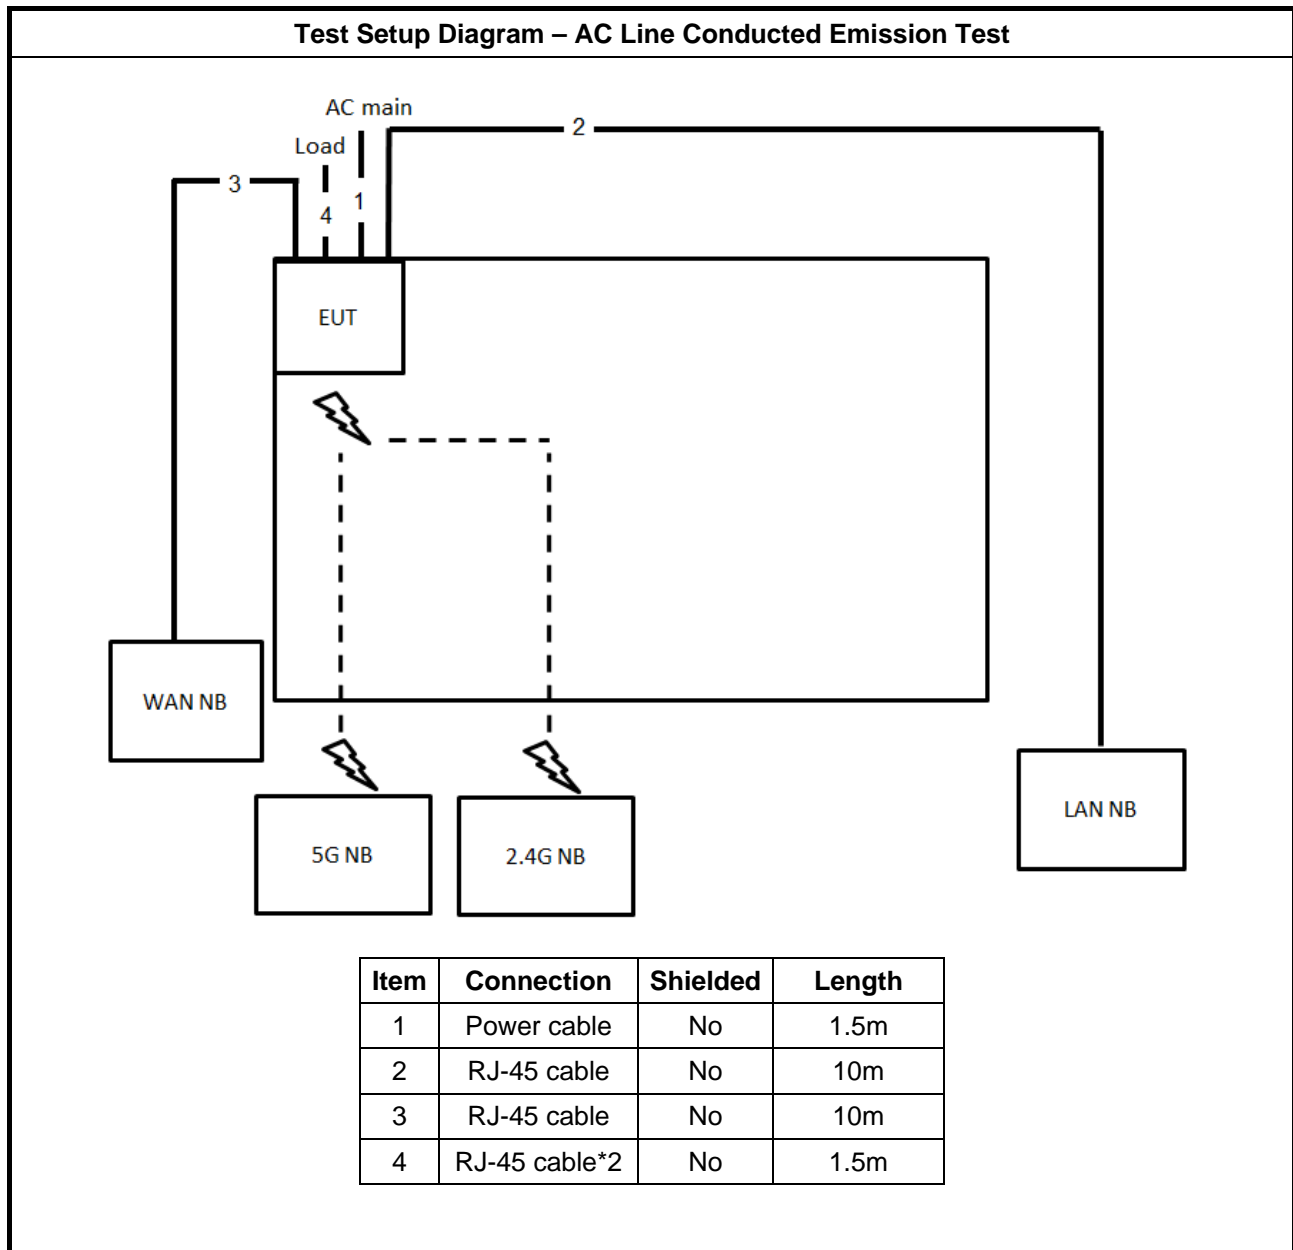 Test Setup Diagram – AC Line Conducted Emission Test
AC main
2
Load
3
1
4
EUT
WAN NB
LAN NB
5G NB
2.4G NB
Item Connection Shielded Length
1 Power cable No 1.5m
2 RJ-45 cable No 10m
3 RJ-45 cable No 10m
4 RJ-45 cable*2 No 1.5m